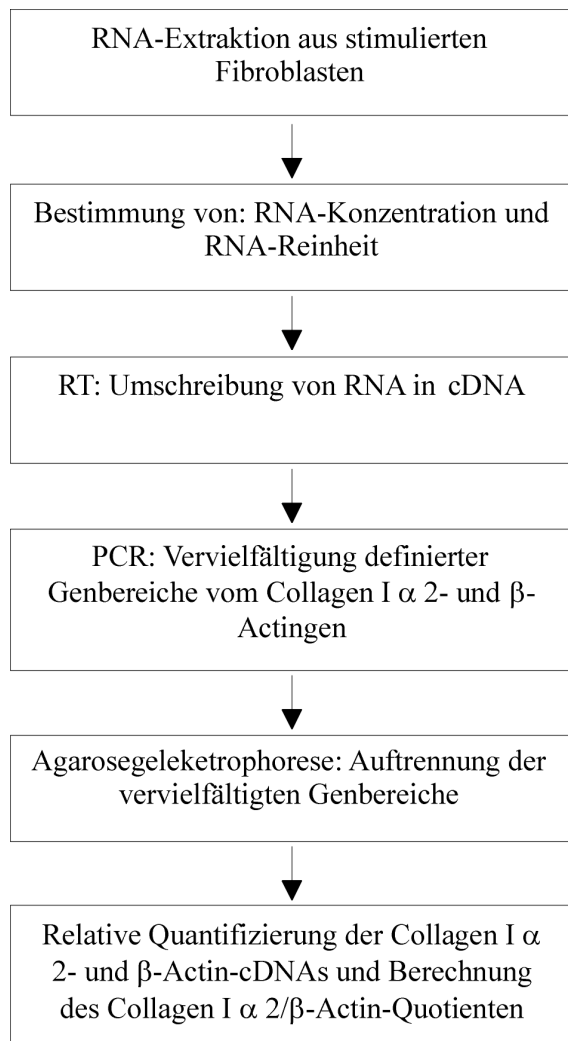 RNA-Extraktion aus stimulierten
Fibroblasten
Bestimmung von: RNA-Konzentration und
RNA-Reinheit
RT: Umschreibung von RNA in cDNA
PCR: Vervielfältigung definierter
Genbereiche vom Collagen I α 2- und β-
Actingen
Agarosegeleketrophorese: Auftrennung der
vervielfältigten Genbereiche
Relative Quantifizierung der Collagen I α
2- und β-Actin-cDNAs und Berechnung
des Collagen I α 2/β-Actin-Quotienten